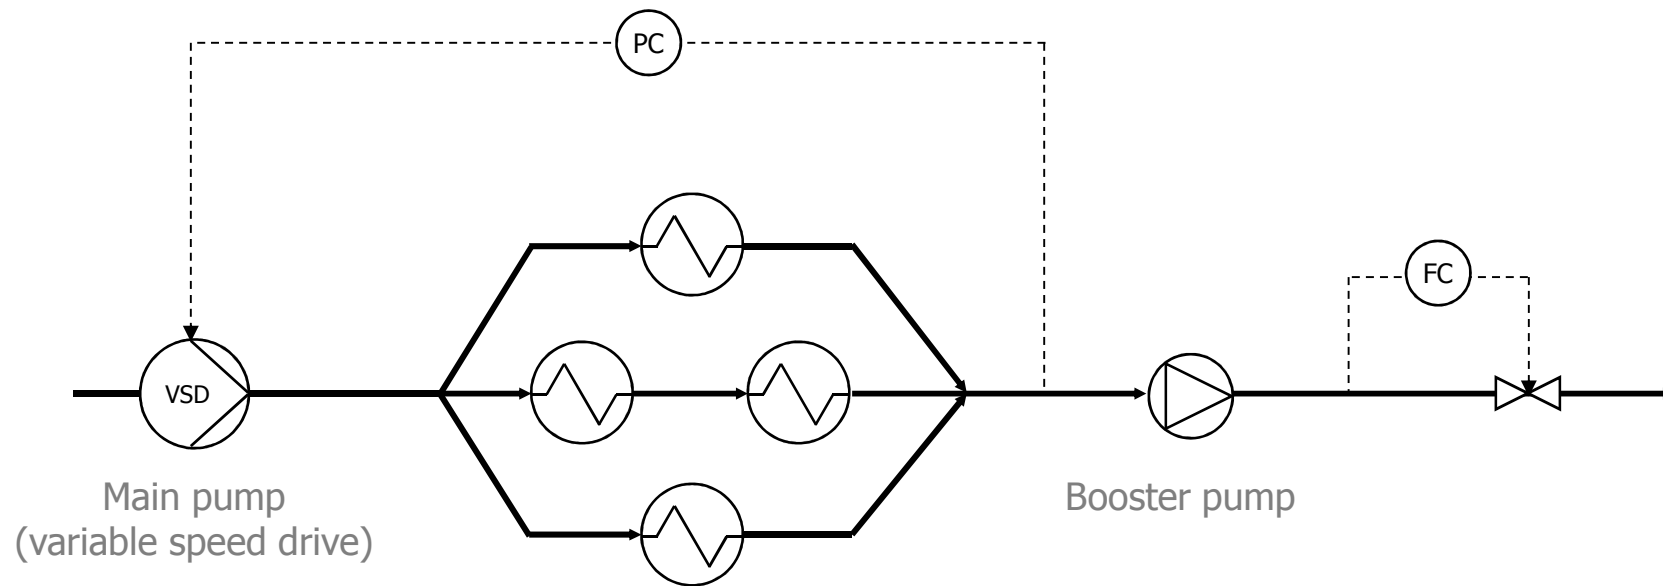 PC
FC
VSD
Main pump
(variable speed drive)
Booster pump